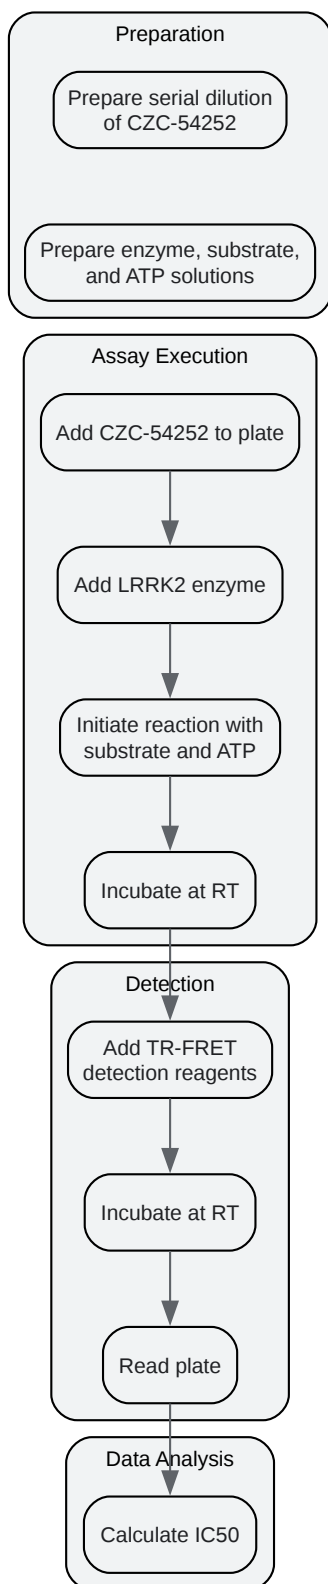 Preparation
Prepare serial dilution
of CZC-54252
Prepare enzyme, substrate,
and ATP solutions
Assay Execution
Add CZC-54252 to plate
Add LRRK2 enzyme
Initiate reaction with
substrate and ATP
Incubate at RT
Detection
Add TR-FRET
detection reagents
Incubate at RT
Read plate
Data Analysis
Calculate IC50